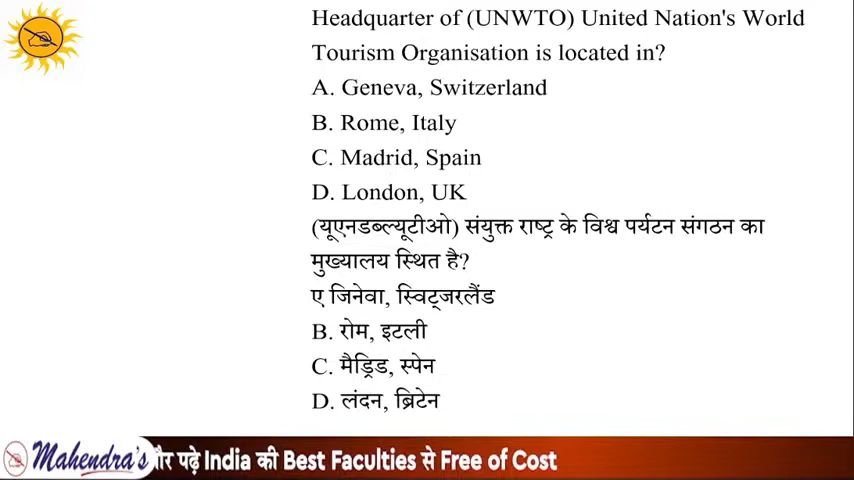 Headquarter of (UNWTO) United Nation's World
Tourism Organisation is located in?
A. Geneva, Switzerland
B. Rome, Italy
C. Madrid, Spain
D. London, UK
(यूएनडब्ल्यूटीओ) संयुक्त राष्ट्र के विश्व पर्यटन संगठन का
मुख्यालय स्थित है?
ए जिनेवा, स्विट्जरलैंड
B. रोम, इटली
C. मैड्रिड, स्पेन
D. लंदन, ब्रिटेन
Mahendra's पढ़े India की Best Faculties से Free of Cost